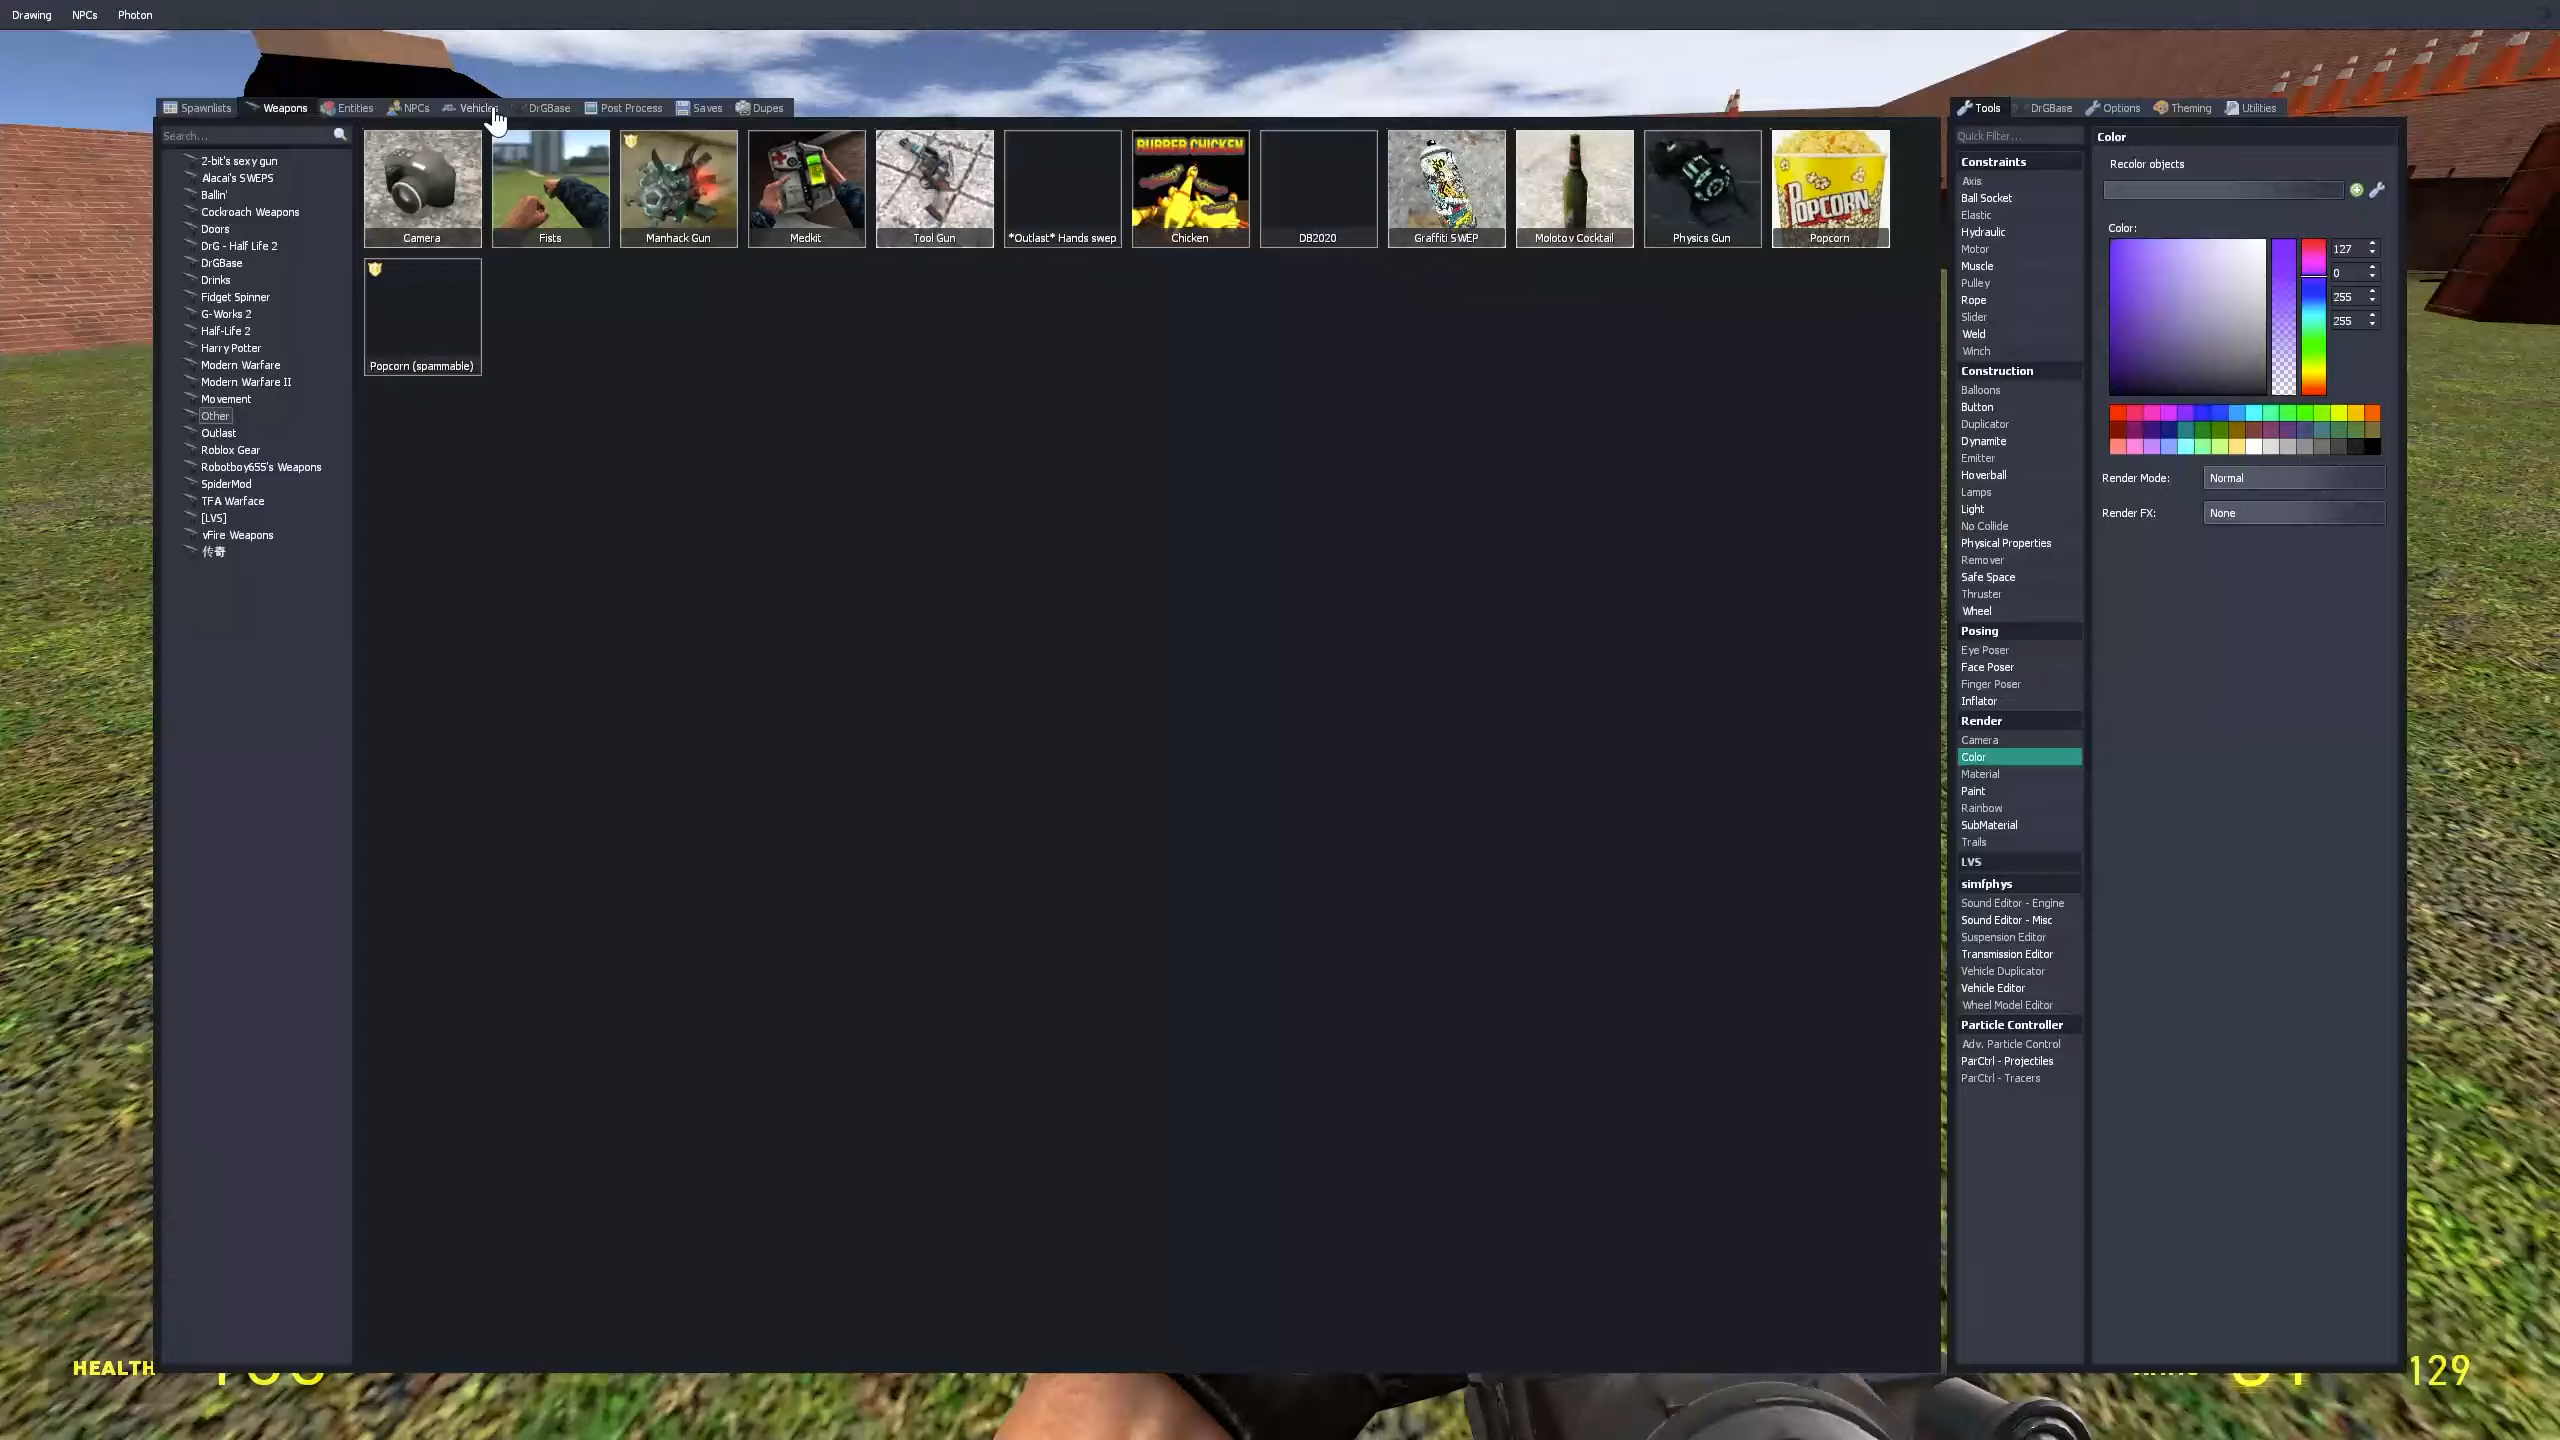 Drawing NPCs Photon
Spawnlists Weapons Entities NPCs Vehicles DrGBase Post Process Saves Dupes
Search...
2-bit's sexy gun
Alacai's SWEPS
Ballin'
Cockroach Weapons
Doors
DrG - Half Life 2
DrGBase
Drinks
Fidget Spinner
G-Works 2
Half-Life 2
Harry Potter
Modern Warfare
Modern Warfare II
Movement
Other
Outlast
Roblox Gear
Robotboy655's Weapons
SpiderMod
TFA Warface
[LVS]
vFire Weapons
传奇
RUBBER CHICKEN
POPCORN
Camera Fists Manhack Gun Medkit Tool Gun *Outlast* Hands swep Chicken DB2020 Graffiti SWEP Molotov Cocktail Physics Gun Popcorn
Popcorn (spammable)
Tools DrGBase Options Theming Utilities
Quick Filter...
Constraints
Axis
Ball Socket
Elastic
Hydraulic
Motor
Muscle
Pulley
Rope
Slider
Weld
Winch
Construction
Balloons
Button
Duplicator
Dynamite
Emitter
Hoverball
Lamps
Light
No Collide
Physical Properties
Remover
Safe Space
Thruster
Wheel
Posing
Eye Poser
Face Poser
Finger Poser
Inflator
Render
Camera
Color
Material
Paint
Rainbow
SubMaterial
Trails
LVS
simfphys
Sound Editor - Engine
Sound Editor - Misc
Suspension Editor
Transmission Editor
Vehicle Duplicator
Vehicle Editor
Wheel Model Editor
Particle Controller
Adv. Particle Control
ParCtrl - Projectiles
ParCtrl - Tracers
Color
Recolor objects
Color:
127
0
255
255
Render Mode: Normal
Render FX: None
HEALTH
129